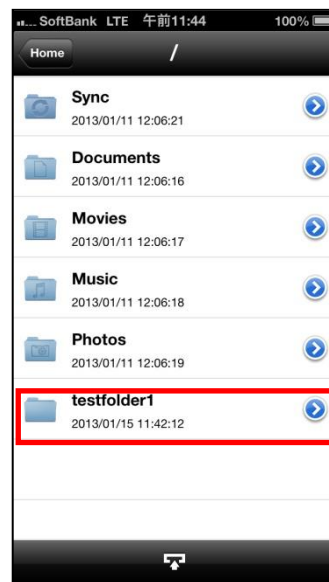 ... SoftBank LTE 午前11:44 100%
Home /
Sync
2013/01/11 12:06:21
Documents
2013/01/11 12:06:16
Movies
2013/01/11 12:06:17
Music
2013/01/11 12:06:18
Photos
2013/01/11 12:06:19
testfolder1
2013/01/15 11:42:12